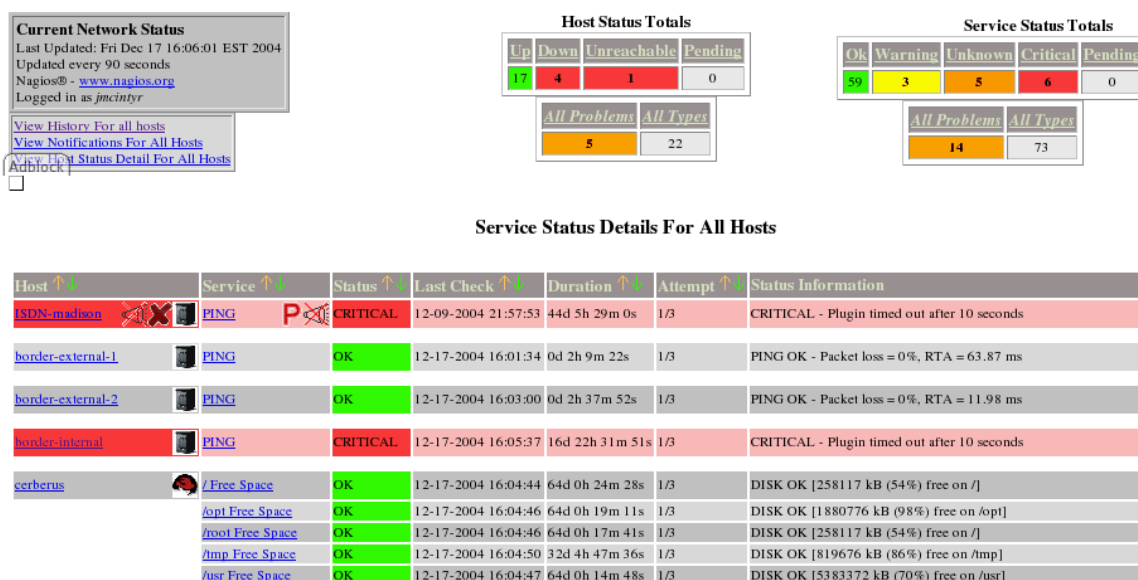 Current Network Status
Last Updated: Fri Dec 17 16:06:01 EST 2004
Updated every 90 seconds
Nagios® - www.nagios.org
Logged in as jmcintyr
View History For all hosts
View Notifications For All Hosts
View Host Status Detail For All Hosts
Adblock
Host Status Totals
Up Down Unreachable Pending
17 4 1 0
All Problems All Types
5 22
Service Status Totals
Ok Warning Unknown Critical Pending
59 3 5 6 0
All Problems All Types
14 73
Service Status Details For All Hosts
Host Service Status Last Check Duration Attempt Status Information
ISDN-madison PING P CRITICAL 12-09-2004 21:57:53 44d 5h 29m 0s 1/3 CRITICAL - Plugin timed out after 10 seconds
border-external-1 PING OK 12-17-2004 16:01:34 0d 2h 9m 22s 1/3 PING OK - Packet loss = 0%, RTA = 63.87 ms
border-external-2 PING OK 12-17-2004 16:03:00 0d 2h 37m 52s 1/3 PING OK - Packet loss = 0%, RTA = 11.98 ms
border-internal PING CRITICAL 12-17-2004 16:05:37 16d 22h 31m 51s 1/3 CRITICAL - Plugin timed out after 10 seconds
cerberus / Free Space OK 12-17-2004 16:04:44 64d 0h 24m 28s 1/3 DISK OK [258117 kB (54%) free on /]
/opt Free Space OK 12-17-2004 16:04:46 64d 0h 19m 11s 1/3 DISK OK [1880776 kB (98%) free on /opt]
/root Free Space OK 12-17-2004 16:04:46 64d 0h 17m 41s 1/3 DISK OK [258117 kB (54%) free on /]
/tmp Free Space OK 12-17-2004 16:04:50 32d 4h 47m 36s 1/3 DISK OK [819676 kB (86%) free on /tmp]
/usr Free Space OK 12-17-2004 16:04:47 64d 0h 14m 48s 1/3 DISK OK [5383372 kB (70%) free on /usr]